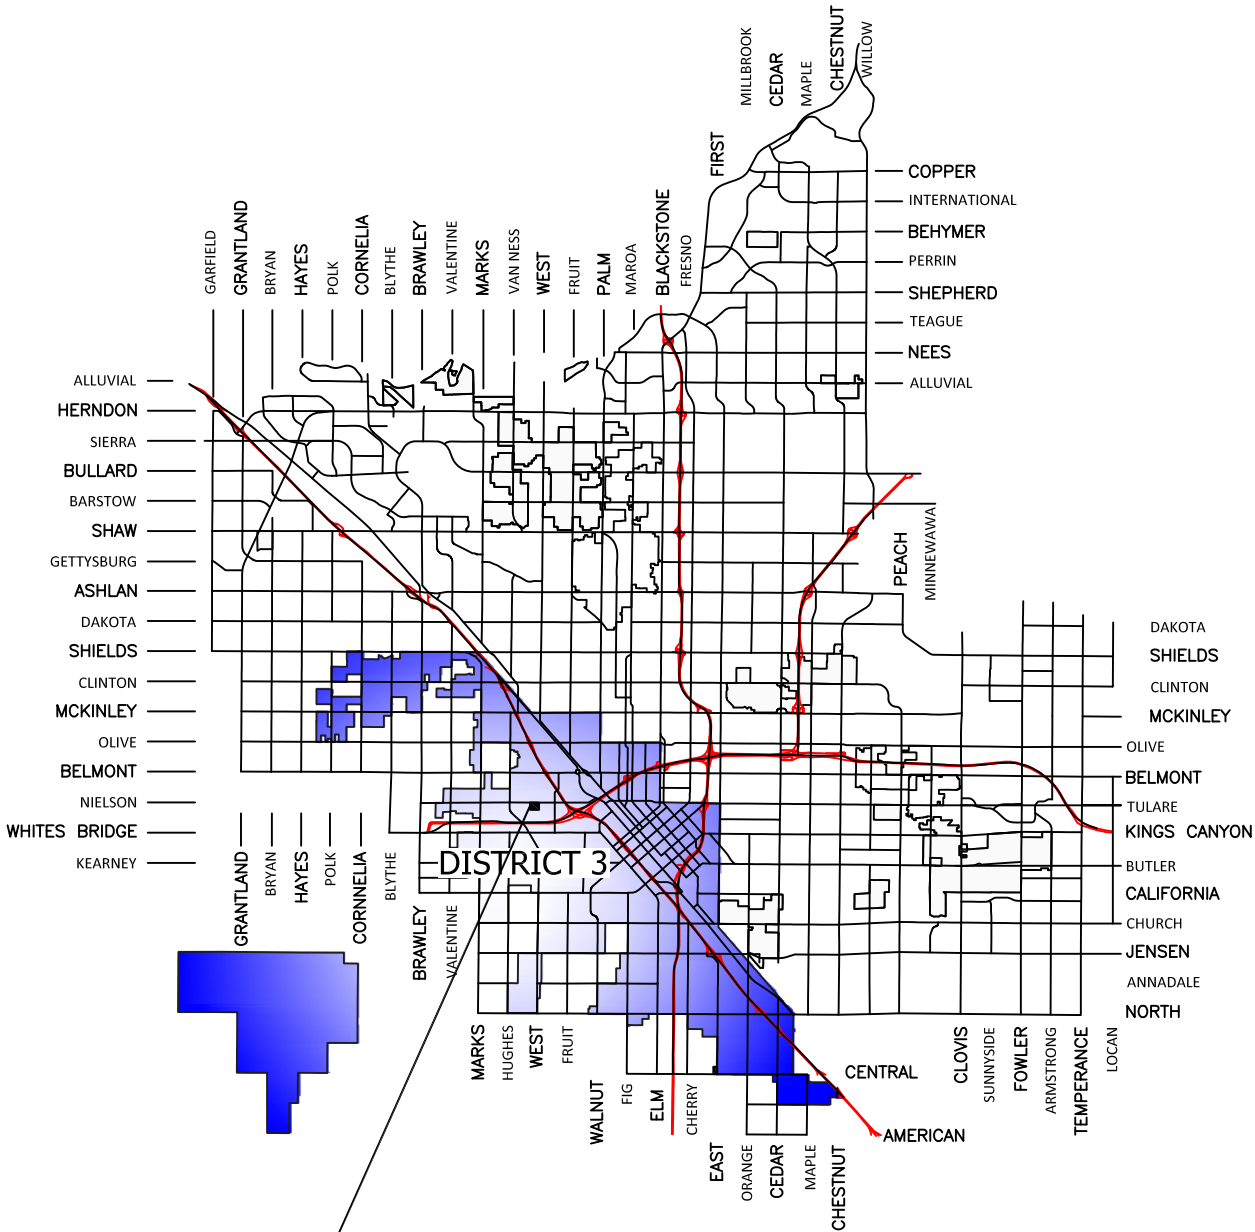 MILLBROOK
CEDAR
MAPLE
CHESTNUT
WILLOW
FIRST
COPPER
INTERNATIONAL
BEHYMER
PERRIN
SHEPHERD
TEAGUE
NEES
ALLUVIAL
GARFIELD
GRANTLAND
BRYAN
HAYES
POLK
CORNELIA
BLYTHE
BRAWLEY
VALENTINE
MARKS
VAN NESS
WEST
FRUIT
PALM
MAROA
BLACKSTONE
FRESNO
ALLUVIAL
HERNDON
SIERRA
BULLARD
BARSTOW
SHAW
GETTYSBURG
ASHLAN
DAKOTA
SHIELDS
CLINTON
MCKINLEY
OLIVE
BELMONT
NIELSON
WHITES BRIDGE
KEARNEY
PEACH
MINNEWAWA
DAKOTA
SHIELDS
CLINTON
MCKINLEY
OLIVE
BELMONT
TULARE
KINGS CANYON
BUTLER
CALIFORNIA
CHURCH
JENSEN
ANNADALE
NORTH
DISTRICT 3
GRANTLAND
BRYAN
HAYES
POLK
CORNNELIA
BLYTHE
BRAWLEY
VALENTINE
MARKS
HUGHES
WEST
FRUIT
WALNUT
FIG
ELM
CHERRY
EAST
ORANGE
CEDAR
MAPLE
CHESTNUT
CENTRAL
AMERICAN
CLOVIS
SUNNYSIDE
FOWLER
ARMSTRONG
TEMPERANCE
LOCAN